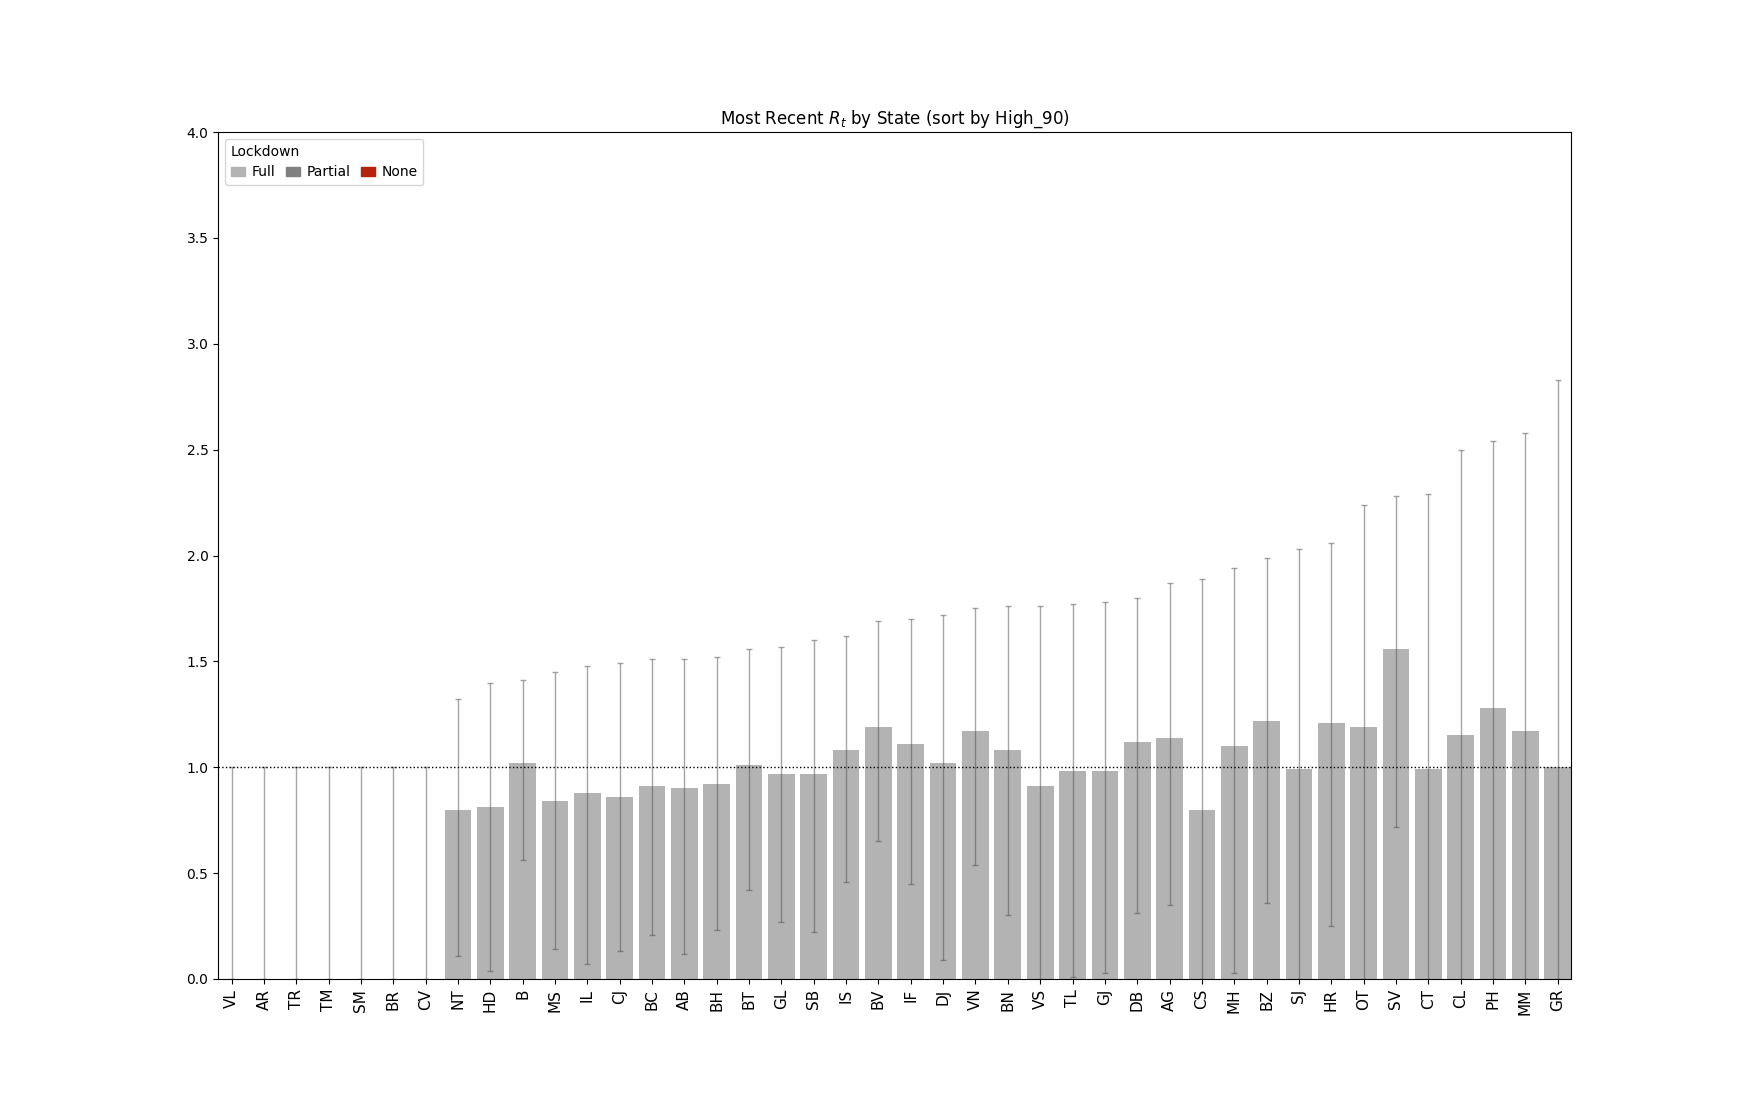 Most Recent R_t by State (sort by High_90)
4.0
Lockdown
Full Partial None
3.5
3.0
2.5
2.0
1.5
1.0
0.5
0.0
VL AR TR TM SM BR CV NT HD B MS IL CJ BC AB BH BT GL SB IS BV IF DJ VN BN VS TL GJ DB AG CS MH BZ SJ HR OT SV CT CL PH MM GR